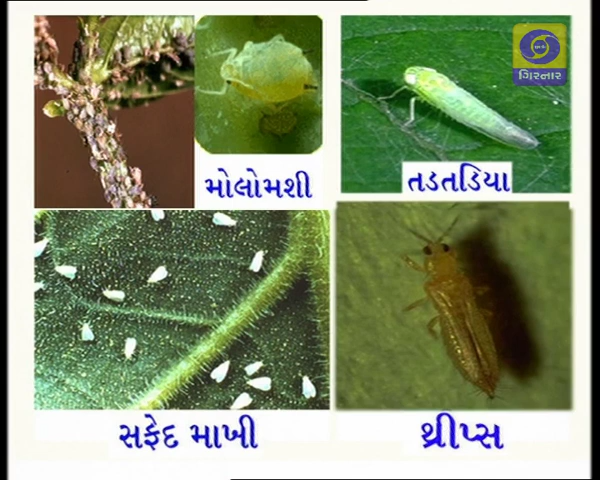 ગિરનાર
મોલોમશી
તડતડિયા
સફેદ માખી
થ્રીપ્સ